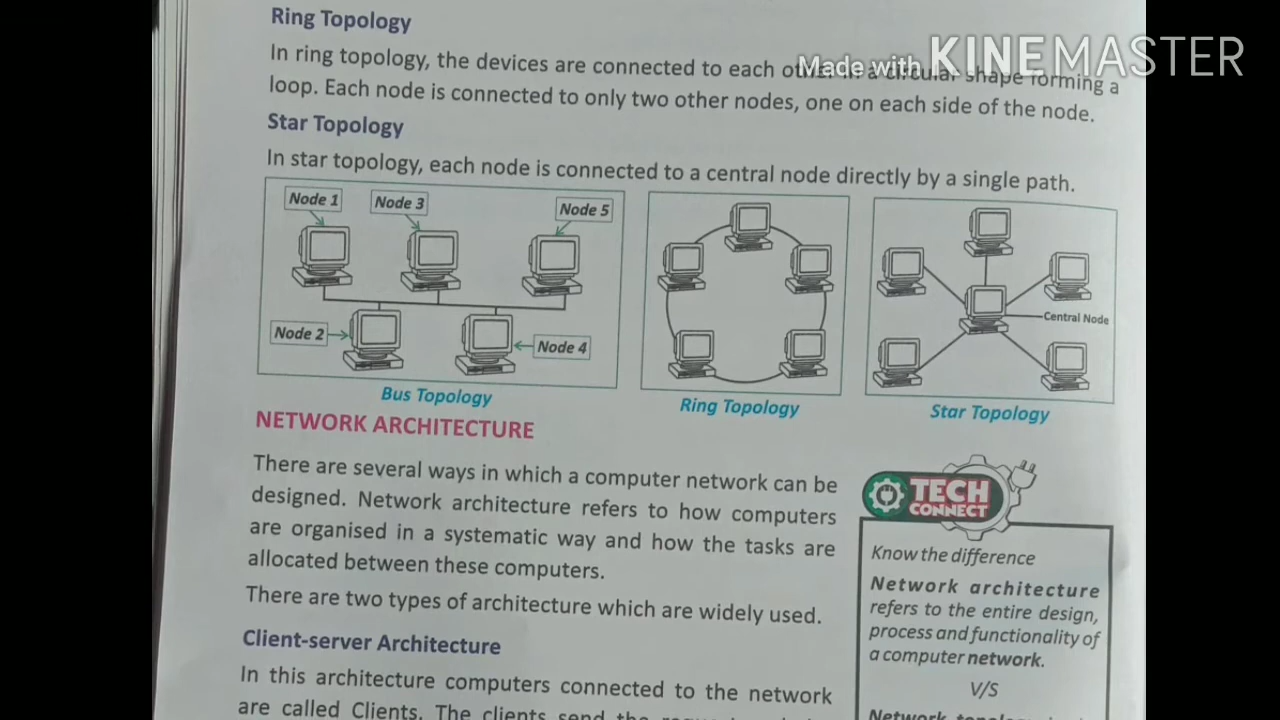 Ring Topology
Made with KINEMASTER
In ring topology, the devices are connected to each other in a circular shape forming a
loop. Each node is connected to only two other nodes, one on each side of the node.
Star Topology
In star topology, each node is connected to a central node directly by a single path.
Node 1
Node 3
Node 5
Node 2
Node 4
Central Node
Bus Topology
Ring Topology
Star Topology
NETWORK ARCHITECTURE
There are several ways in which a computer network can be
designed. Network architecture refers to how computers
are organised in a systematic way and how the tasks are
allocated between these computers.
There are two types of architecture which are widely used.
Client-server Architecture
In this architecture computers connected to the network
are called Clients. The clients send the
TECH
CONNECT
Know the difference
Network architecture
refers to the entire design,
process and functionality of
a computer network.
V/S
Network